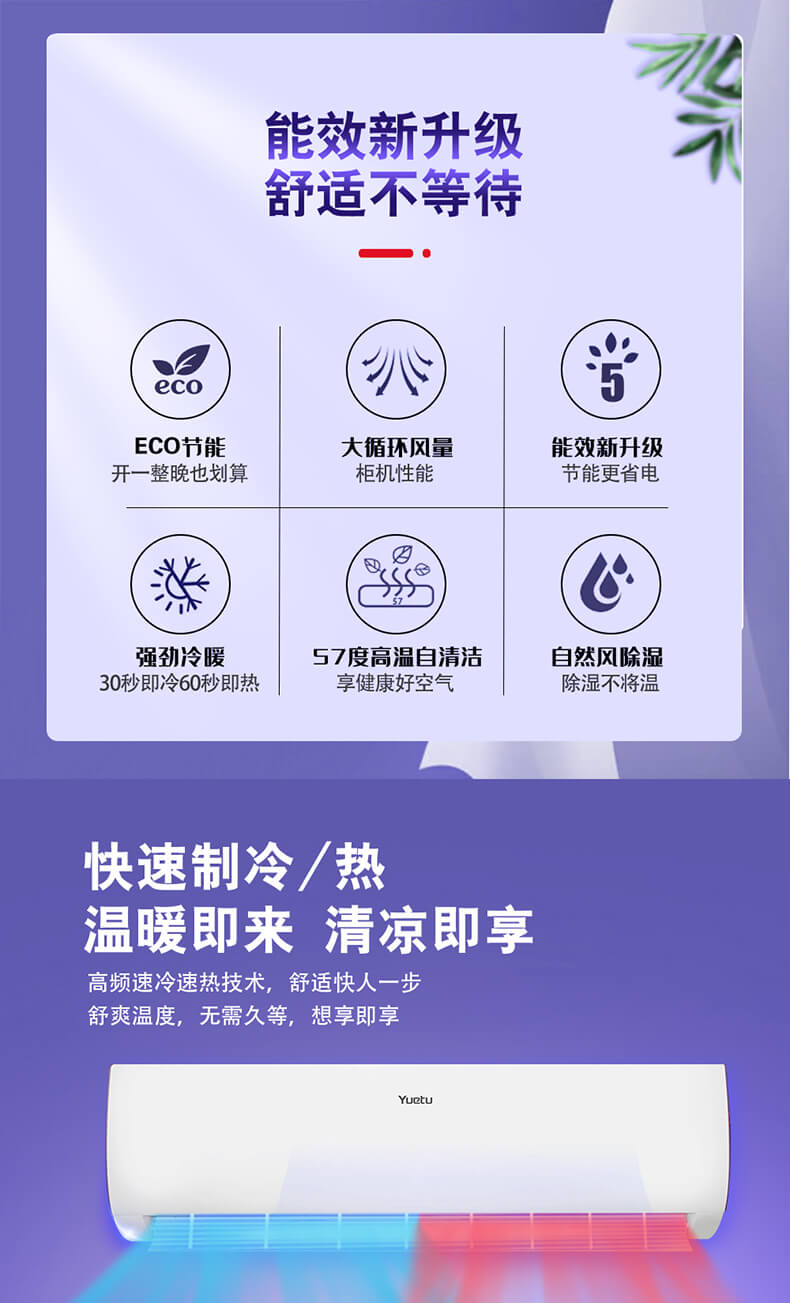 能效新升级
舒适不等待
eco
5
ECO节能
开一整晚也划算
大循环风量
柜机性能
能效新升级
节能更省电
57
强劲冷暖
30秒即冷60秒即热
57度高温自清洁
享健康好空气
自然风除湿
除湿不将温
快速制冷/热
温暖即来 清凉即享
高频速冷速热技术，舒适快人一步
舒爽温度，无需久等，想享即享
Yuetu